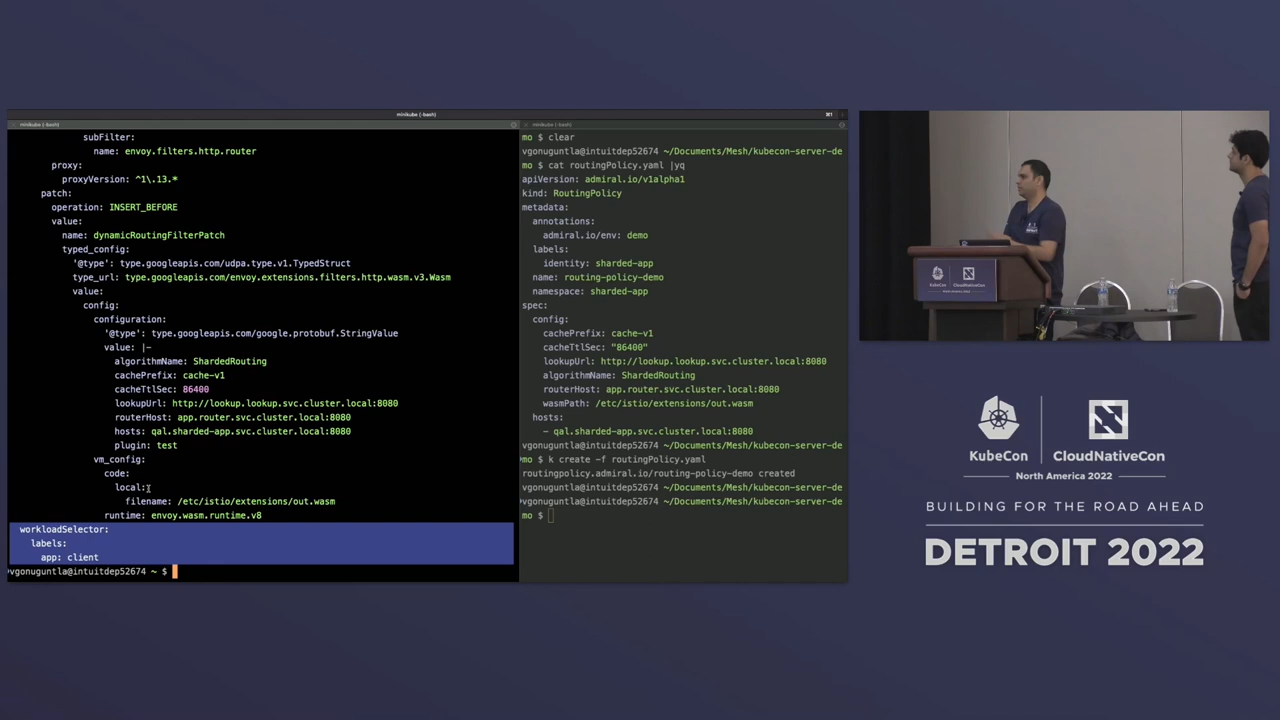 minikube (-bash)
⌘1
minikube (-bash)
subFilter:
name: envoy.filters.http.router
proxy:
proxyVersion: ^1\.13.*
patch:
operation: INSERT_BEFORE
value:
name: dynamicRoutingFilterPatch
typed_config:
'@type': type.googleapis.com/udpa.type.v1.TypedStruct
type_url: type.googleapis.com/envoy.extensions.filters.http.wasm.v3.Wasm
value:
config:
configuration:
'@type': type.googleapis.com/google.protobuf.StringValue
value: |-
algorithmName: ShardedRouting
cachePrefix: cache-v1
cacheTtlSec: 86400
lookupUrl: http://lookup.lookup.svc.cluster.local:8080
routerHost: app.router.svc.cluster.local:8080
hosts: qal.sharded-app.svc.cluster.local:8080
plugin: test
vm_config:
code:
local:
filename: /etc/istio/extensions/out.wasm
runtime: envoy.wasm.runtime.v8
workloadSelector:
labels:
app: client
vgonuguntla@intuitdep52674 ~ $
minikube (-bash)
mo $ clear
vgonuguntla@intuitdep52674 ~/Documents/Mesh/kubecon-server-de
mo $ cat routingPolicy.yaml |yq
apiVersion: admiral.io/v1alpha1
kind: RoutingPolicy
metadata:
annotations:
admiral.io/env: demo
labels:
identity: sharded-app
name: routing-policy-demo
namespace: sharded-app
spec:
config:
cachePrefix: cache-v1
cacheTtlSec: "86400"
lookupUrl: http://lookup.lookup.svc.cluster.local:8080
algorithmName: ShardedRouting
routerHost: app.router.svc.cluster.local:8080
wasmPath: /etc/istio/extensions/out.wasm
hosts:
- qal.sharded-app.svc.cluster.local:8080
vgonuguntla@intuitdep52674 ~/Documents/Mesh/kubecon-server-de
mo $ k create -f routingPolicy.yaml
routingpolicy.admiral.io/routing-policy-demo created
vgonuguntla@intuitdep52674 ~/Documents/Mesh/kubecon-server-de
vgonuguntla@intuitdep52674 ~/Documents/Mesh/kubecon-server-de
mo $
KubeCon
CloudNativeCon
KubeCon CloudNativeCon
North America 2022
BUILDING FOR THE ROAD AHEAD
DETROIT 2022